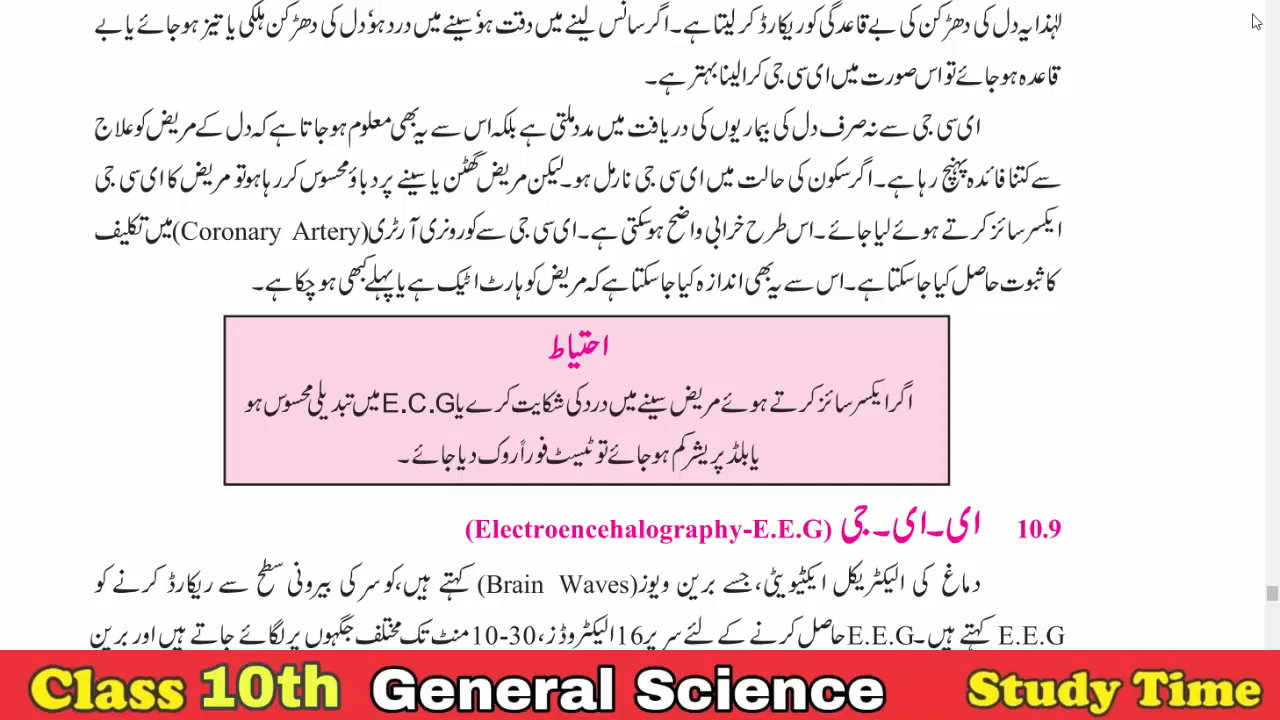 لہٰذا یہ دل کی دھڑکن کی بے قاعدگی کو ریکارڈ کر لیتا ہے۔ اگر سانس لینے میں دقت ہو’ سینے میں درد ہو’ دل کی دھڑکن ہلکی یا تیز ہو جائے یا بے
قاعدہ ہو جائے تو اس صورت میں ای سی جی کرا لینا بہتر ہے۔
ای سی جی سے نہ صرف دل کی بیماریوں کی دریافت میں مدد ملتی ہے بلکہ اس سے یہ بھی معلوم ہو جاتا ہے کہ دل کے مریض کو علاج
سے کتنا فائدہ پہنچ رہا ہے۔ اگر سکون کی حالت میں ای سی جی نارمل ہو۔ لیکن مریض گھٹن یا سینے پر دباؤ محسوس کر رہا ہو تو مریض کا ای سی جی
ایکسرسائز کرتے ہوئے لیا جائے۔ اس طرح خرابی واضح ہو سکتی ہے۔ ای سی جی سے کورونری آرٹری (Coronary Artery) میں تکلیف
کا ثبوت حاصل کیا جا سکتا ہے۔ اس سے یہ بھی اندازہ کیا جا سکتا ہے کہ مریض کو ہارٹ اٹیک ہے یا پہلے کبھی ہو چکا ہے۔
احتیاط
اگر ایکسرسائز کرتے ہوئے مریض سینے میں درد کی شکایت کرے یا E.C.G میں تبدیلی محسوس ہو
یا بلڈ پریشر کم ہو جائے تو ٹیسٹ فوراً روک دیا جائے۔
10.9 ای۔ای۔جی (Electroencehalography-E.E.G)
دماغ کی الیکٹریکل ایکٹیویٹی، جسے برین ویوز (Brain Waves) کہتے ہیں، کو سر کی بیرونی سطح سے ریکارڈ کرنے کو
E.E.G کہتے ہیں۔ E.E.G حاصل کرنے کے لئے سر پر 16 الیکٹروڈز، 10-30 منٹ تک مختلف جگہوں پر لگائے جاتے ہیں اور برین
Class 10th General Science Study Time